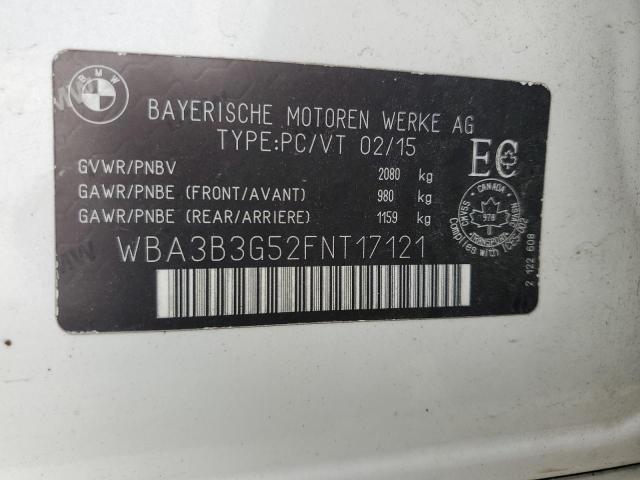 BMW
BAYERISCHE MOTOREN WERKE AG
TYPE:PC/VT 02/15
GVWR/PNBV 2080 kg
GAWR/PNBE (FRONT/AVANT) 980 kg
GAWR/PNBE (REAR/ARRIERE) 1159 kg
WBA3B3G52FNT17121
EC
CANADA
978
TRANSPORT
2 122 608